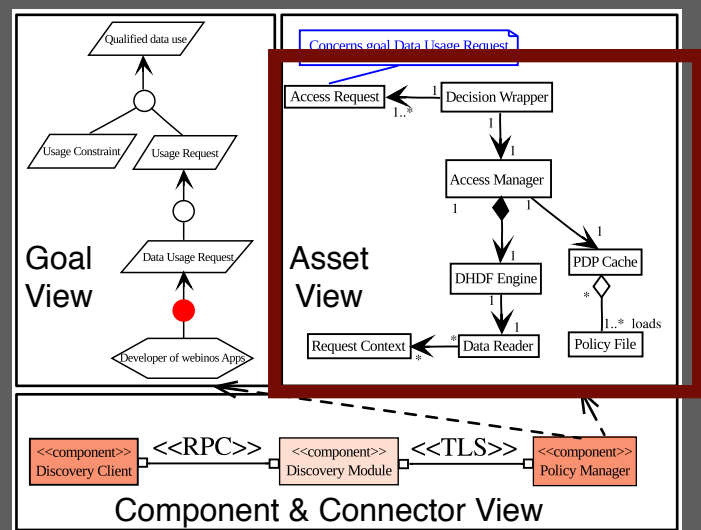 Qualified data use
Usage Constraint
Usage Request
Data Usage Request
Developer of webinos Apps
Goal
View
Concerns goal Data Usage Request
Access Request
1..*
1
Decision Wrapper
1
1
Access Manager
1
1
1
1
DHDF Engine
PDP Cache
*
1
1
1..* loads
Request Context
*
*
Data Reader
Policy File
Asset
View
<<component>>
Discovery Client
<<RPC>>
<<component>>
Discovery Module
<<TLS>>
<<component>>
Policy Manager
Component & Connector View